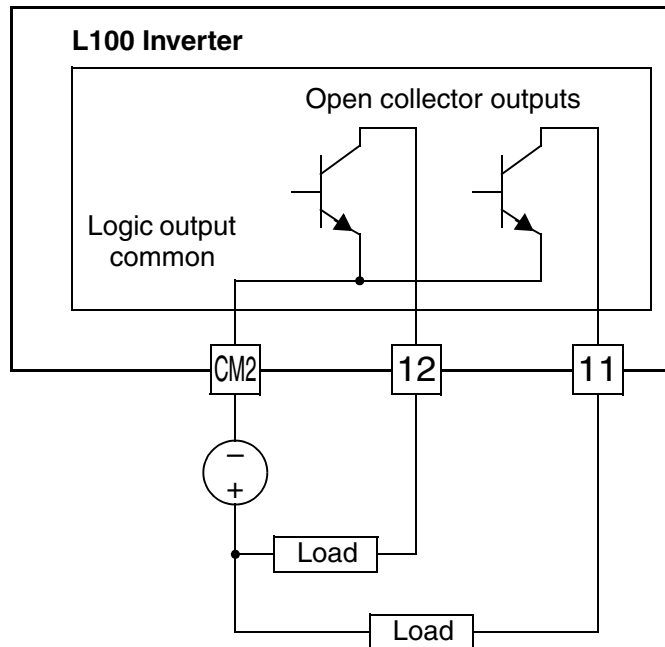 L100 Inverter
Open collector outputs
Logic output
common
CM2
12
11
–
+
Load
Load